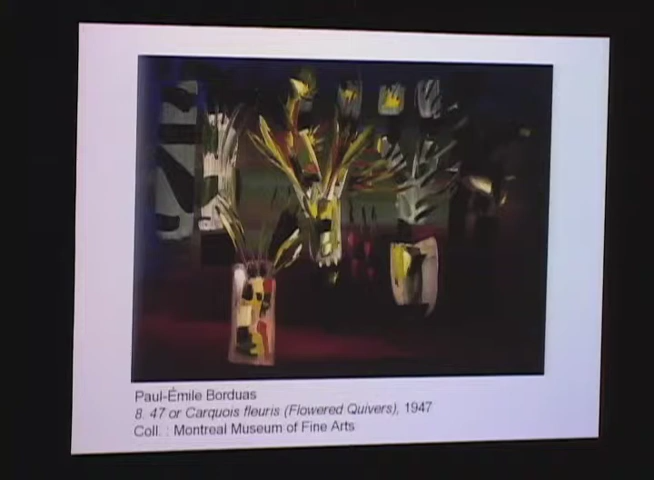 Paul-Émile Borduas
8. 47 or Carquois fleuris (Flowered Quivers), 1947
Coll. : Montreal Museum of Fine Arts